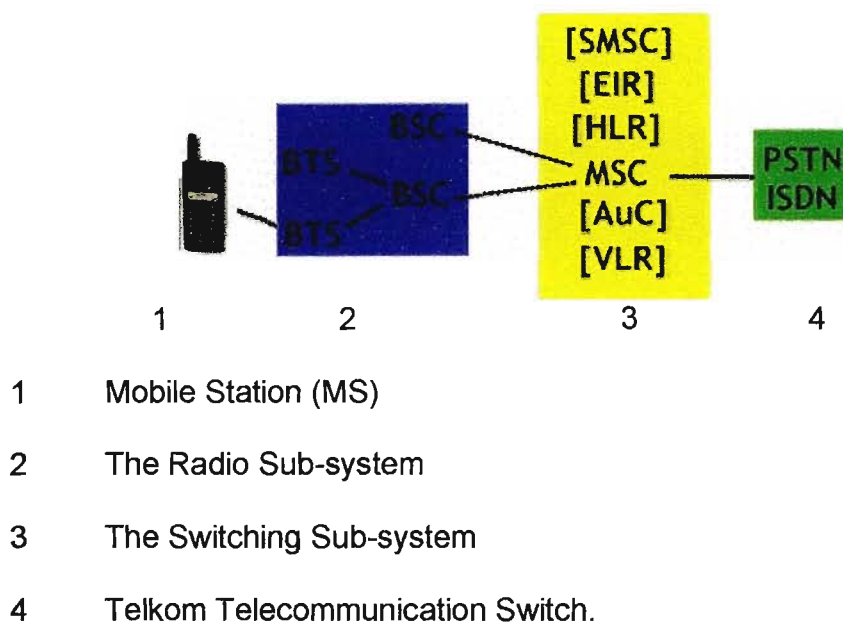 [SMSC]
[EIR]
BSC
[HLR]
BTS
MSC
PSTN
BSC
ISDN
[AuC]
BTS
[VLR]
1 2 3 4
1 Mobile Station (MS)
2 The Radio Sub-system
3 The Switching Sub-system
4 Telkom Telecommunication Switch.